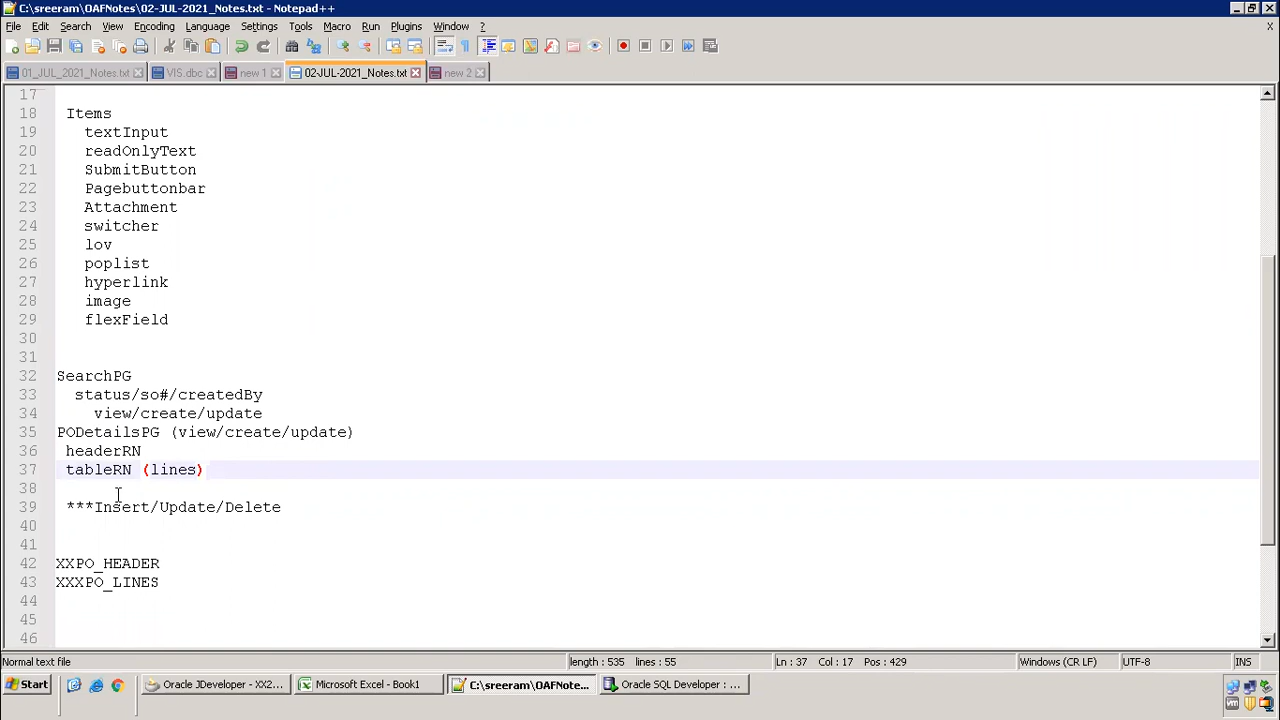 C:\sreeram\OAFNotes\02-JUL-2021_Notes.txt - Notepad++
File Edit Search View Encoding Language Settings Tools Macro Run Plugins Window ? X
01_JUL_2021_Notes.txt VIS.dbc new 1 02-JUL-2021_Notes.txt new 2
17
18 Items
19 textInput
20 readOnlyText
21 SubmitButton
22 Pagebuttonbar
23 Attachment
24 switcher
25 lov
26 poplist
27 hyperlink
28 image
29 flexField
30
31
32 SearchPG
33 status/so#/createdBy
34 view/create/update
35 PODetailsPG (view/create/update)
36 headerRN
37 tableRN (lines)
38
39 ***Insert/Update/Delete
40
41
42 XXPO_HEADER
43 XXXPO_LINES
44
45
46
Normal text file length : 535 lines : 55 Ln : 37 Col : 17 Pos : 429 Windows (CR LF) UTF-8 INS
Start Oracle JDeveloper - XX2... Microsoft Excel - Book1 C:\sreeram\OAFNote... Oracle SQL Developer : ...